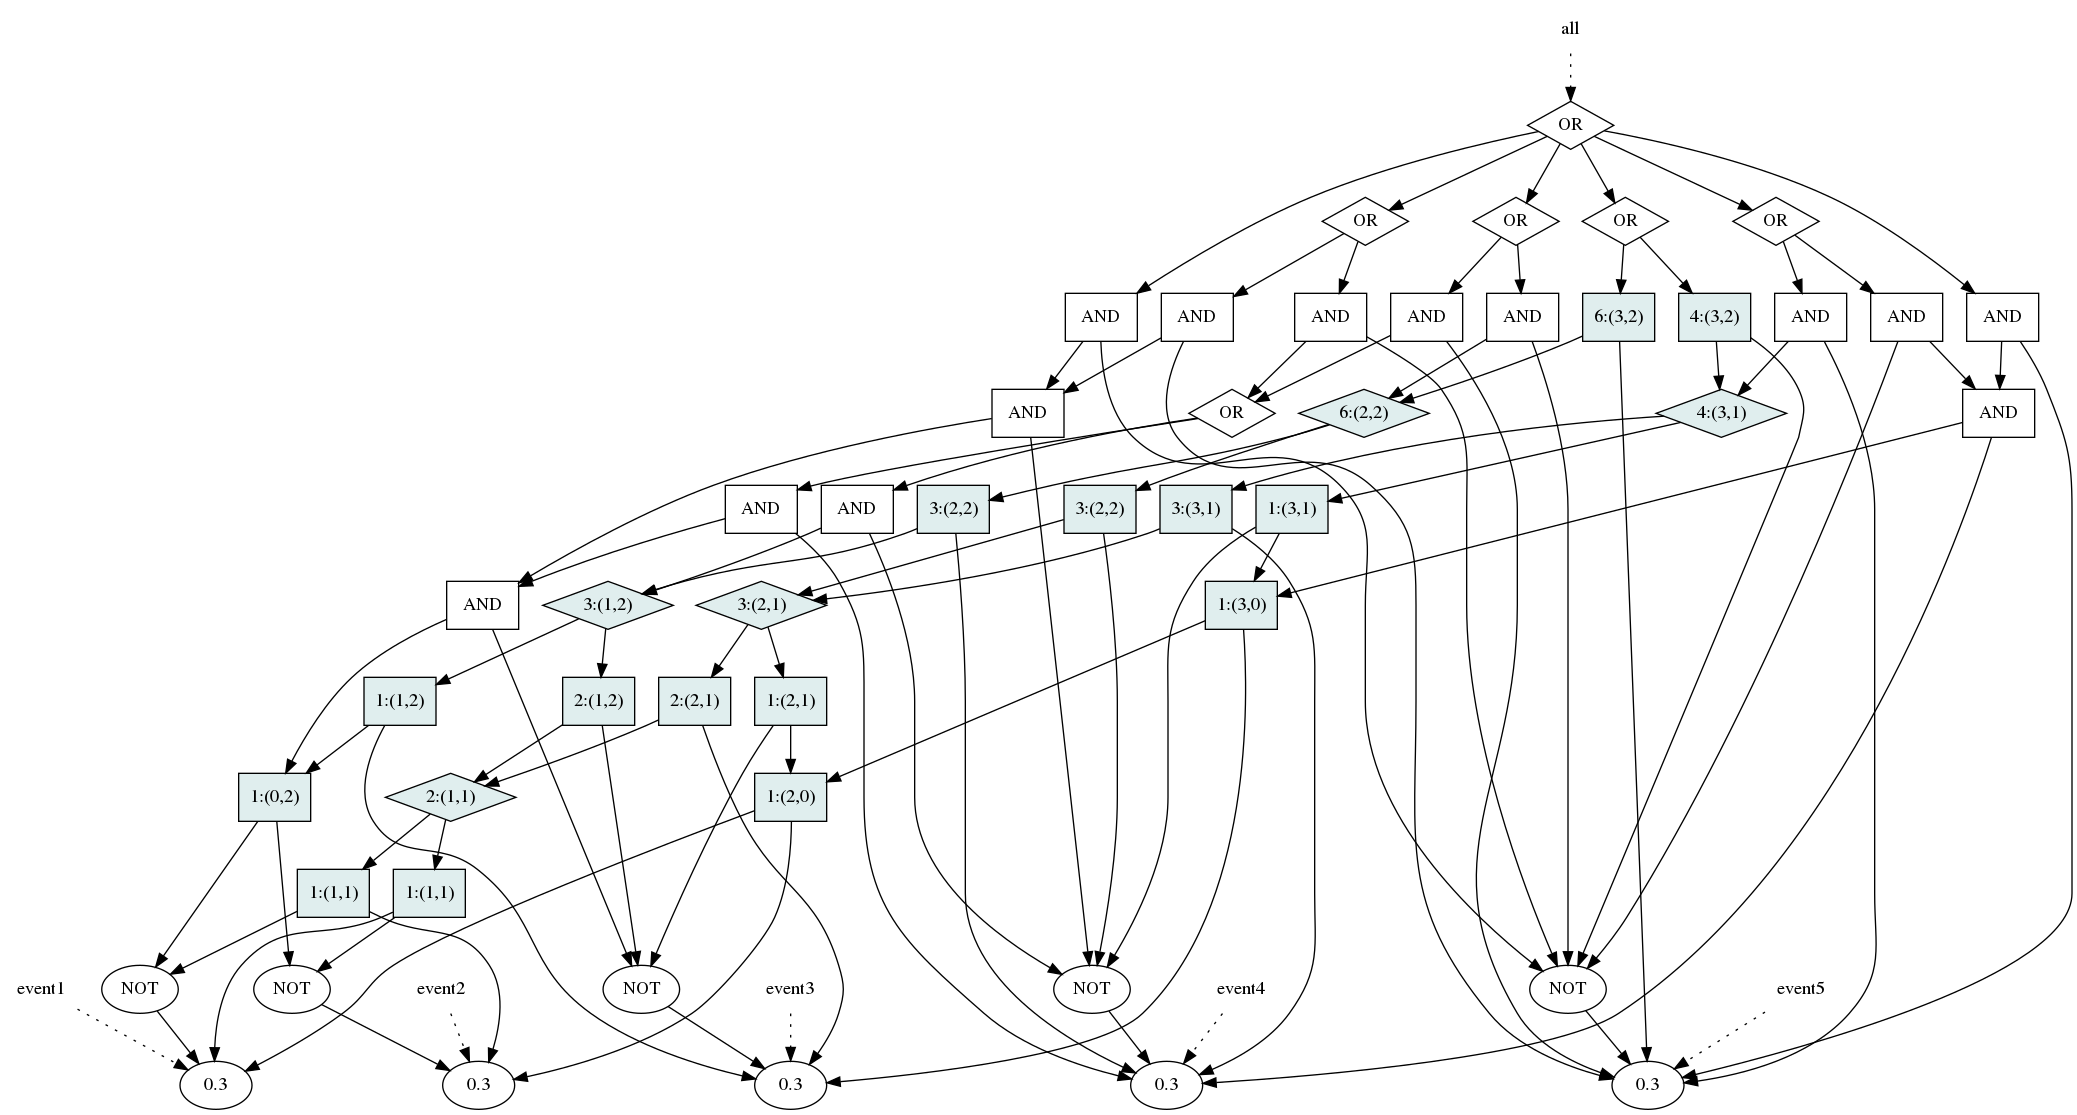 all
OR
OR OR OR OR
AND AND AND AND AND 6:(3,2) 4:(3,2) AND AND AND
AND OR 6:(2,2) 4:(3,1) AND
AND AND 3:(2,2) 3:(2,2) 3:(3,1) 1:(3,1)
AND 3:(1,2) 3:(2,1) 1:(3,0)
1:(1,2) 2:(1,2) 2:(2,1) 1:(2,1)
1:(0,2) 2:(1,1) 1:(2,0)
1:(1,1) 1:(1,1)
event1 NOT NOT event2 NOT event3 NOT event4 NOT event5
0.3 0.3 0.3 0.3 0.3